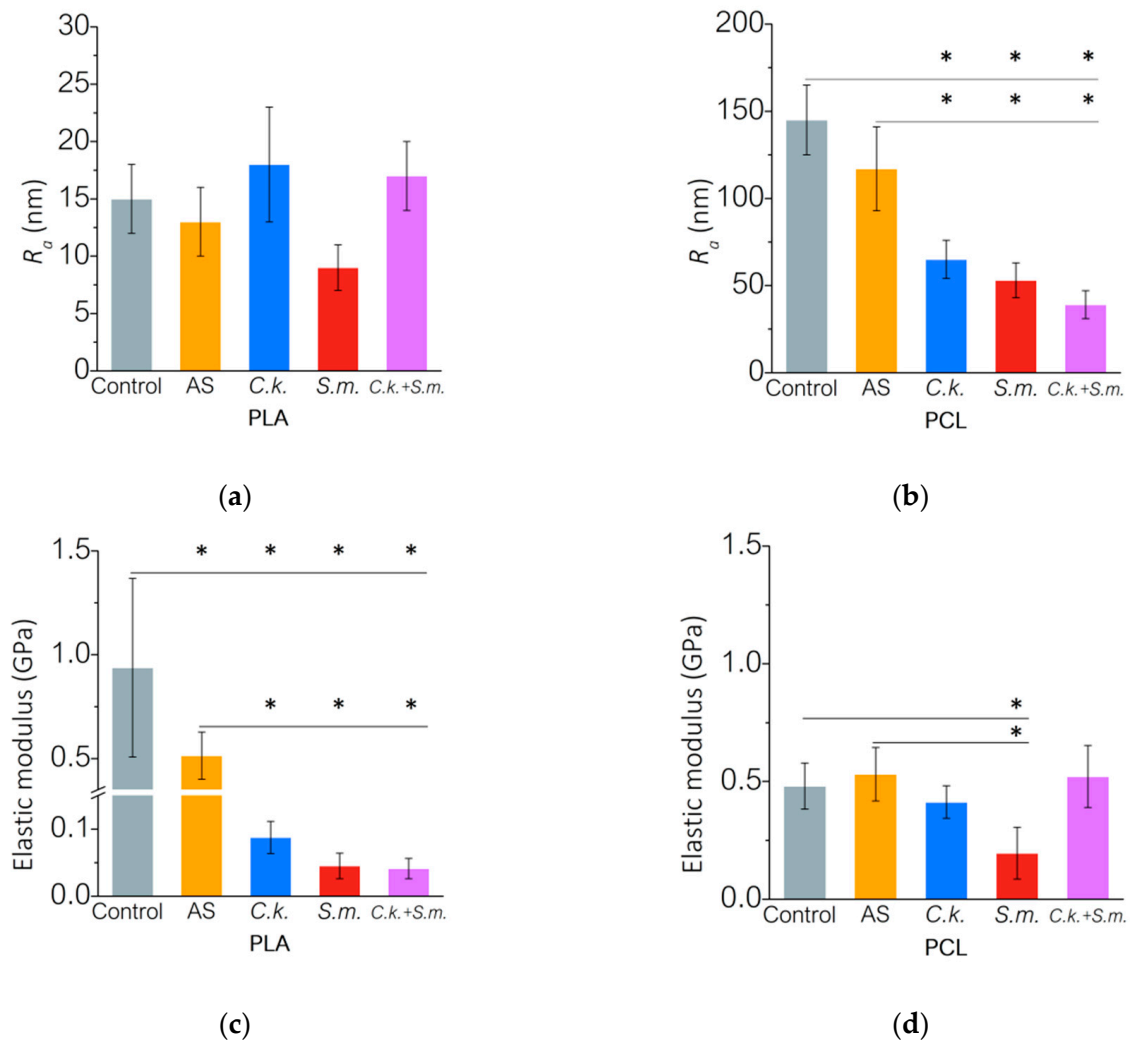 30
25
20
15
10
5
0
R_a (nm)
Control AS C.k. S.m. C.k.+S.m.
PLA
(a)
200
150
100
50
0
R_a (nm)
* * *
* * *
Control AS C.k. S.m. C.k.+S.m.
PCL
(b)
1.5
1.0
0.5
0.1
0.0
Elastic modulus (GPa)
* * * *
* * *
Control AS C.k. S.m. C.k.+S.m.
PLA
(c)
1.5
1.0
0.5
0.0
Elastic modulus (GPa)
*
*
Control AS C.k. S.m. C.k.+S.m.
PCL
(d)